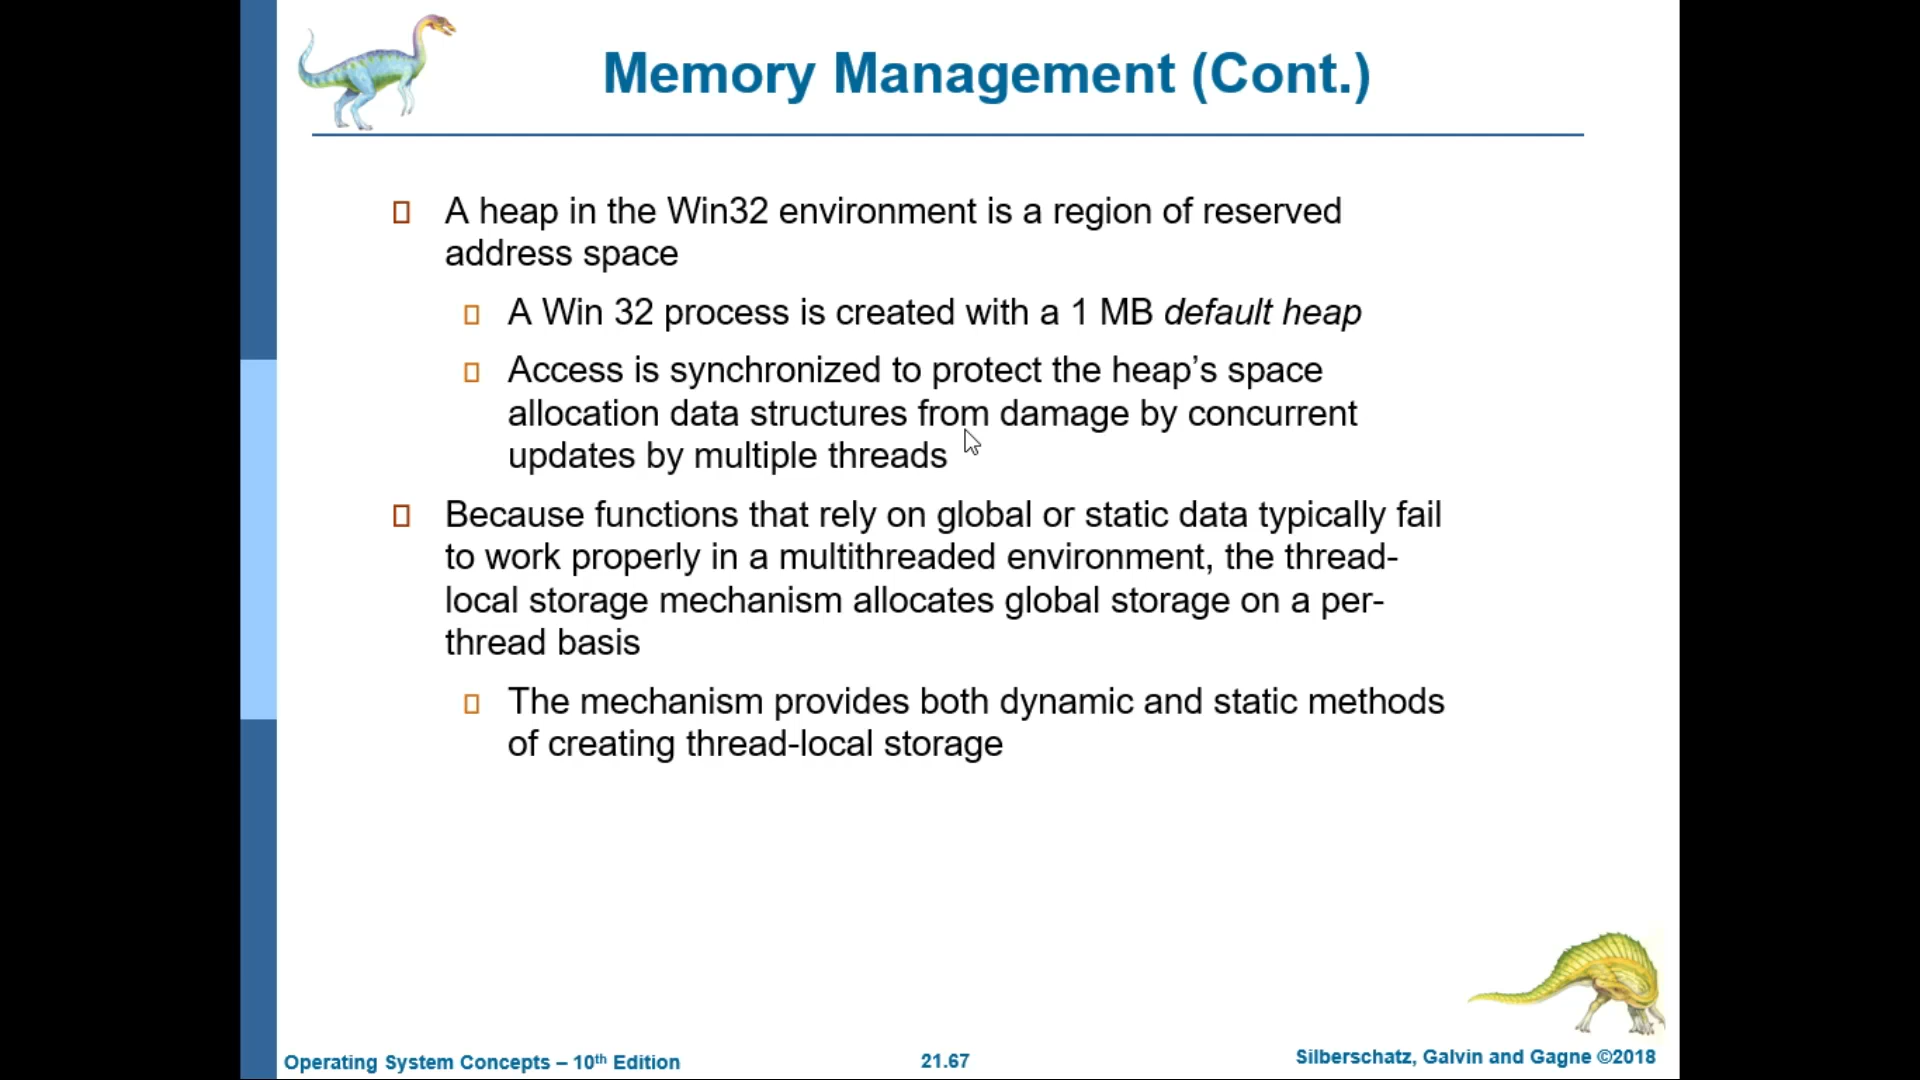 Memory Management (Cont.)
A heap in the Win32 environment is a region of reserved
address space
A Win 32 process is created with a 1 MB default heap
Access is synchronized to protect the heap’s space
allocation data structures from damage by concurrent
updates by multiple threads
Because functions that rely on global or static data typically fail
to work properly in a multithreaded environment, the thread-
local storage mechanism allocates global storage on a per-
thread basis
The mechanism provides both dynamic and static methods
of creating thread-local storage
Operating System Concepts – 10th Edition
21.67
Silberschatz, Galvin and Gagne ©2018